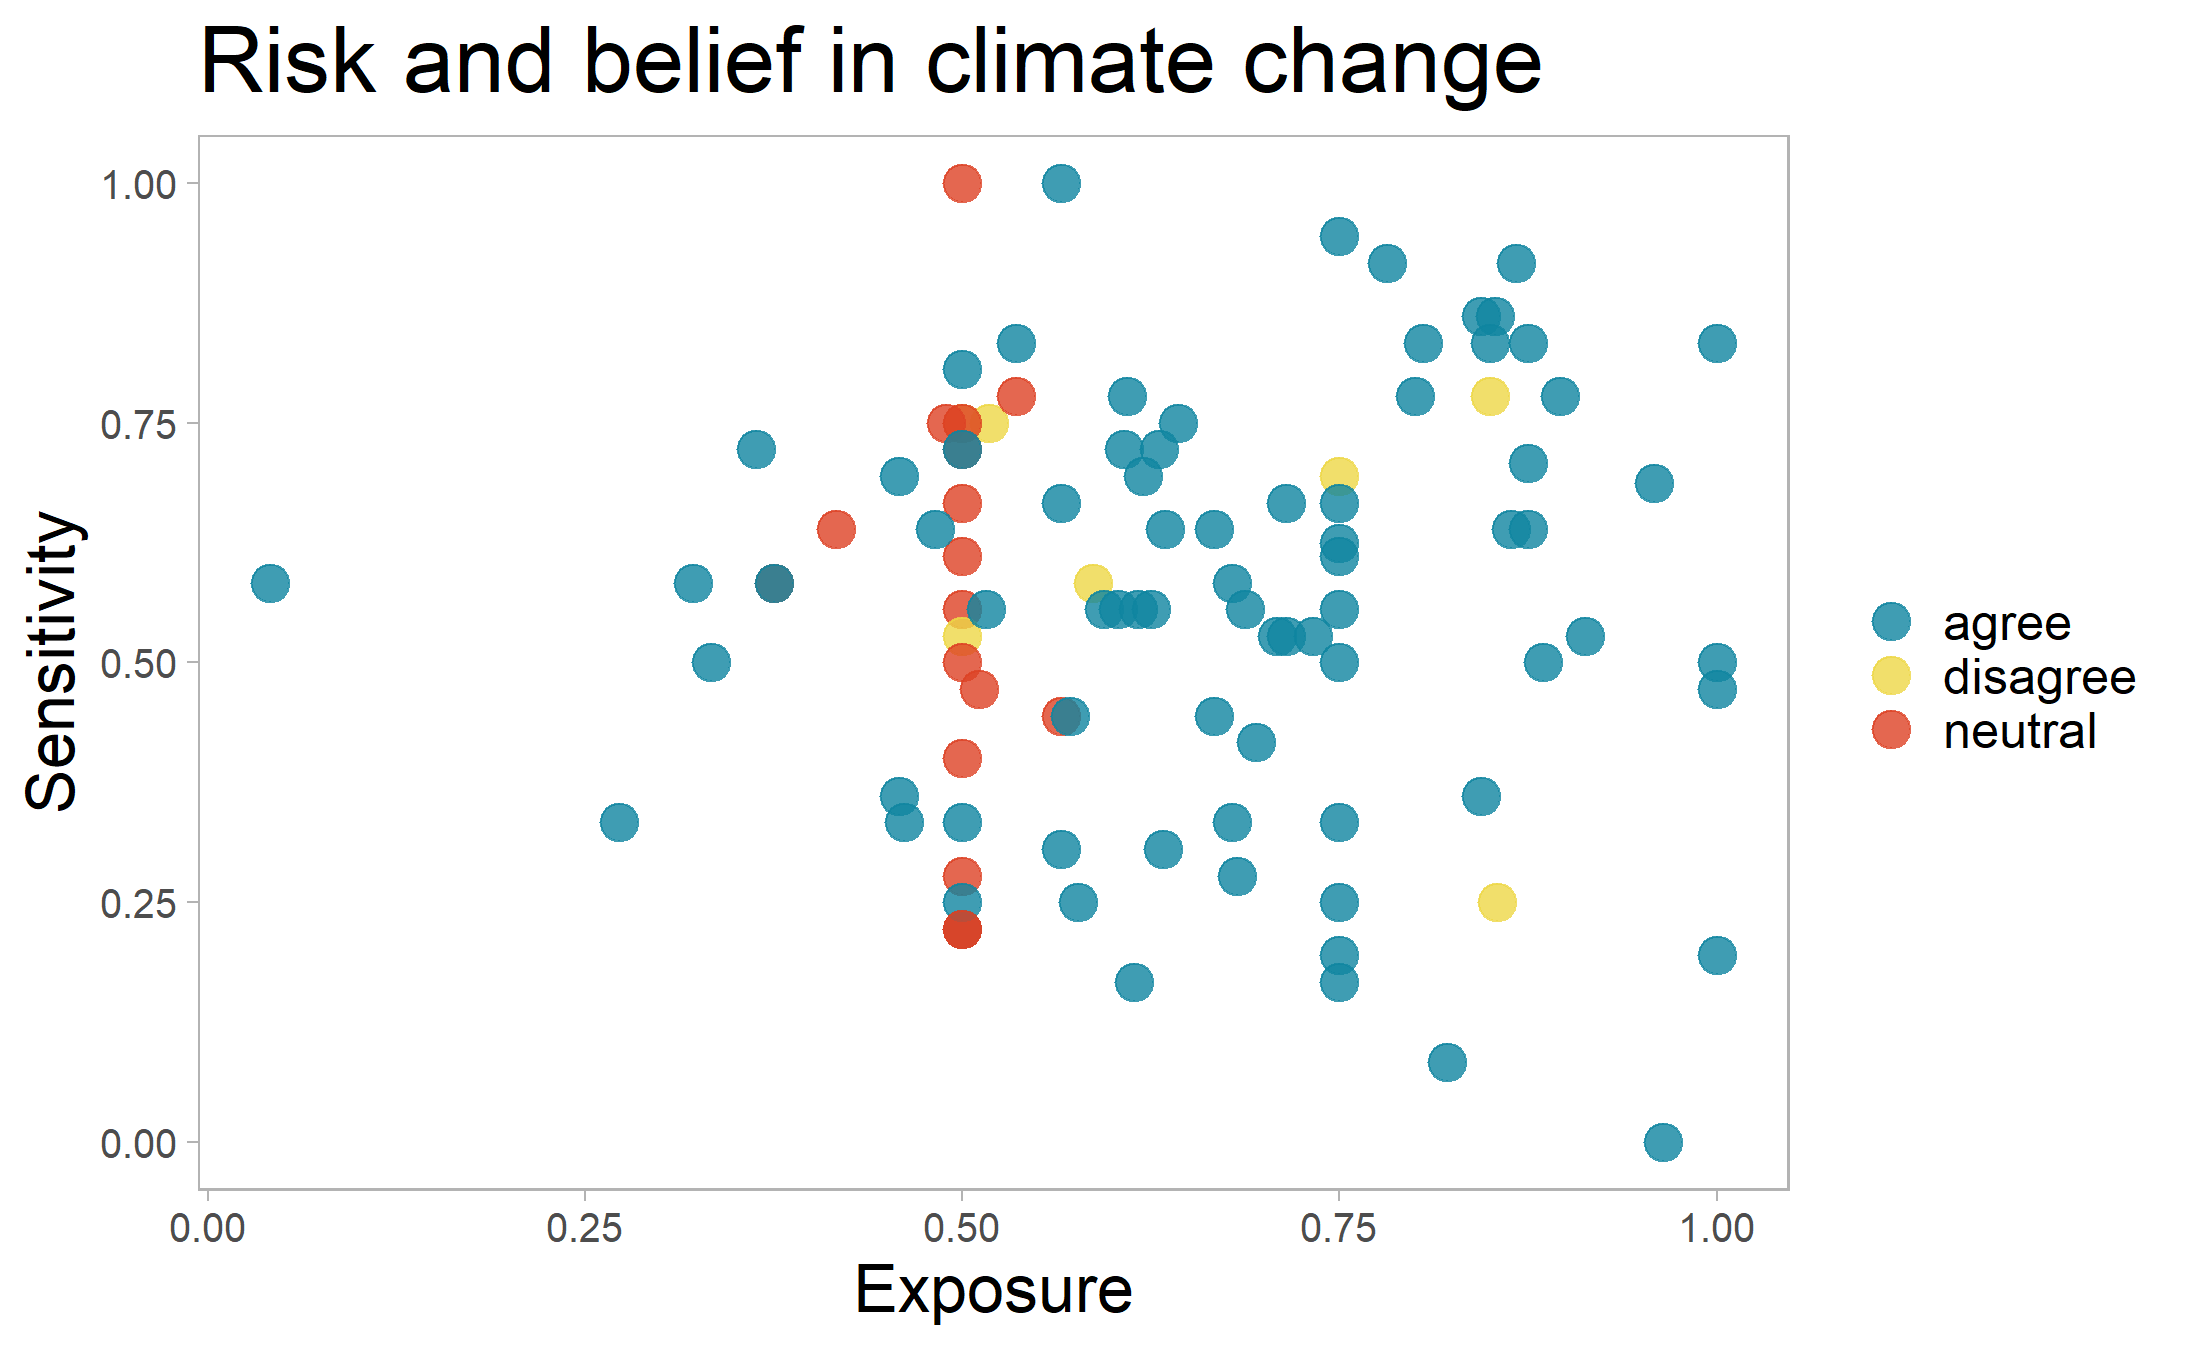 Risk and belief in climate change
1.00
0.75
0.50
0.25
0.00
Sensitivity
0.00 0.25 0.50 0.75 1.00
Exposure
agree
disagree
neutral